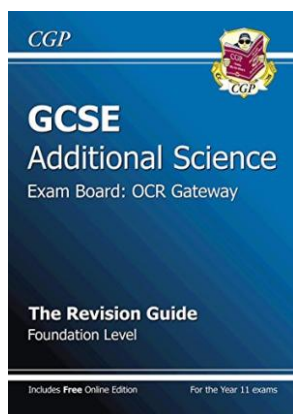 CGP
CGP
GCSE
Additional Science
Exam Board: OCR Gateway
The Revision Guide
Foundation Level
Includes Free Online Edition For the Year 11 exams